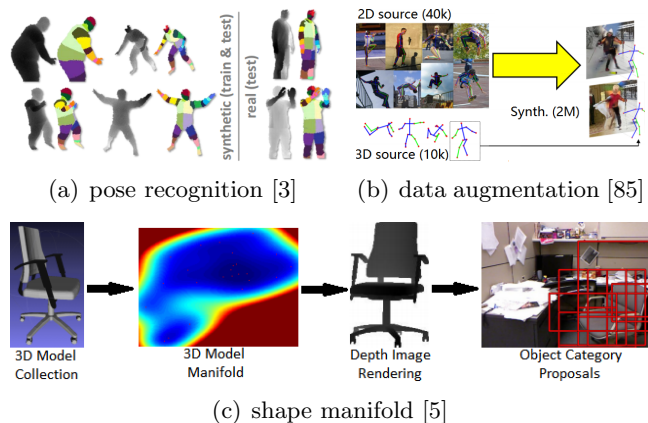 synthetic (train & test)
real (test)
(a) pose recognition [3]
2D source (40k)
Synth. (2M)
3D source (10k)
(b) data augmentation [85]
3D Model
Collection
3D Model
Manifold
Depth Image
Rendering
Object Category
Proposals
(c) shape manifold [5]